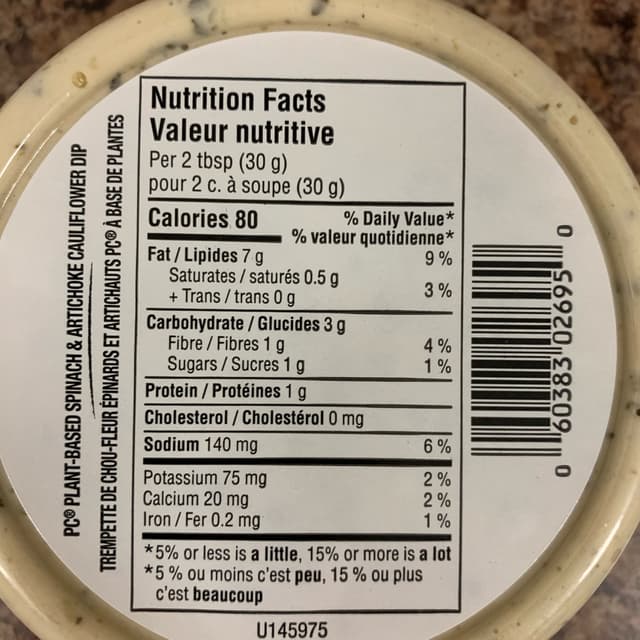 PC® PLANT-BASED SPINACH & ARTICHOKE CAULIFLOWER DIP
TREMPETTE DE CHOU-FLEUR ÉPINARDS ET ARTICHAUTS PC® À BASE DE PLANTES
Nutrition Facts
Valeur nutritive
Per 2 tbsp (30 g)
pour 2 c. à soupe (30 g)
Calories 80 % Daily Value*
% valeur quotidienne*
Fat / Lipides 7 g 9 %
Saturates / saturés 0.5 g
+ Trans / trans 0 g 3 %
Carbohydrate / Glucides 3 g
Fibre / Fibres 1 g 4 %
Sugars / Sucres 1 g 1 %
Protein / Protéines 1 g
Cholesterol / Cholestérol 0 mg
Sodium 140 mg 6 %
Potassium 75 mg 2 %
Calcium 20 mg 2 %
Iron / Fer 0.2 mg 1 %
*5% or less is a little, 15% or more is a lot
*5 % ou moins c'est peu, 15 % ou plus
c'est beaucoup
U145975
0 60383 02695 0